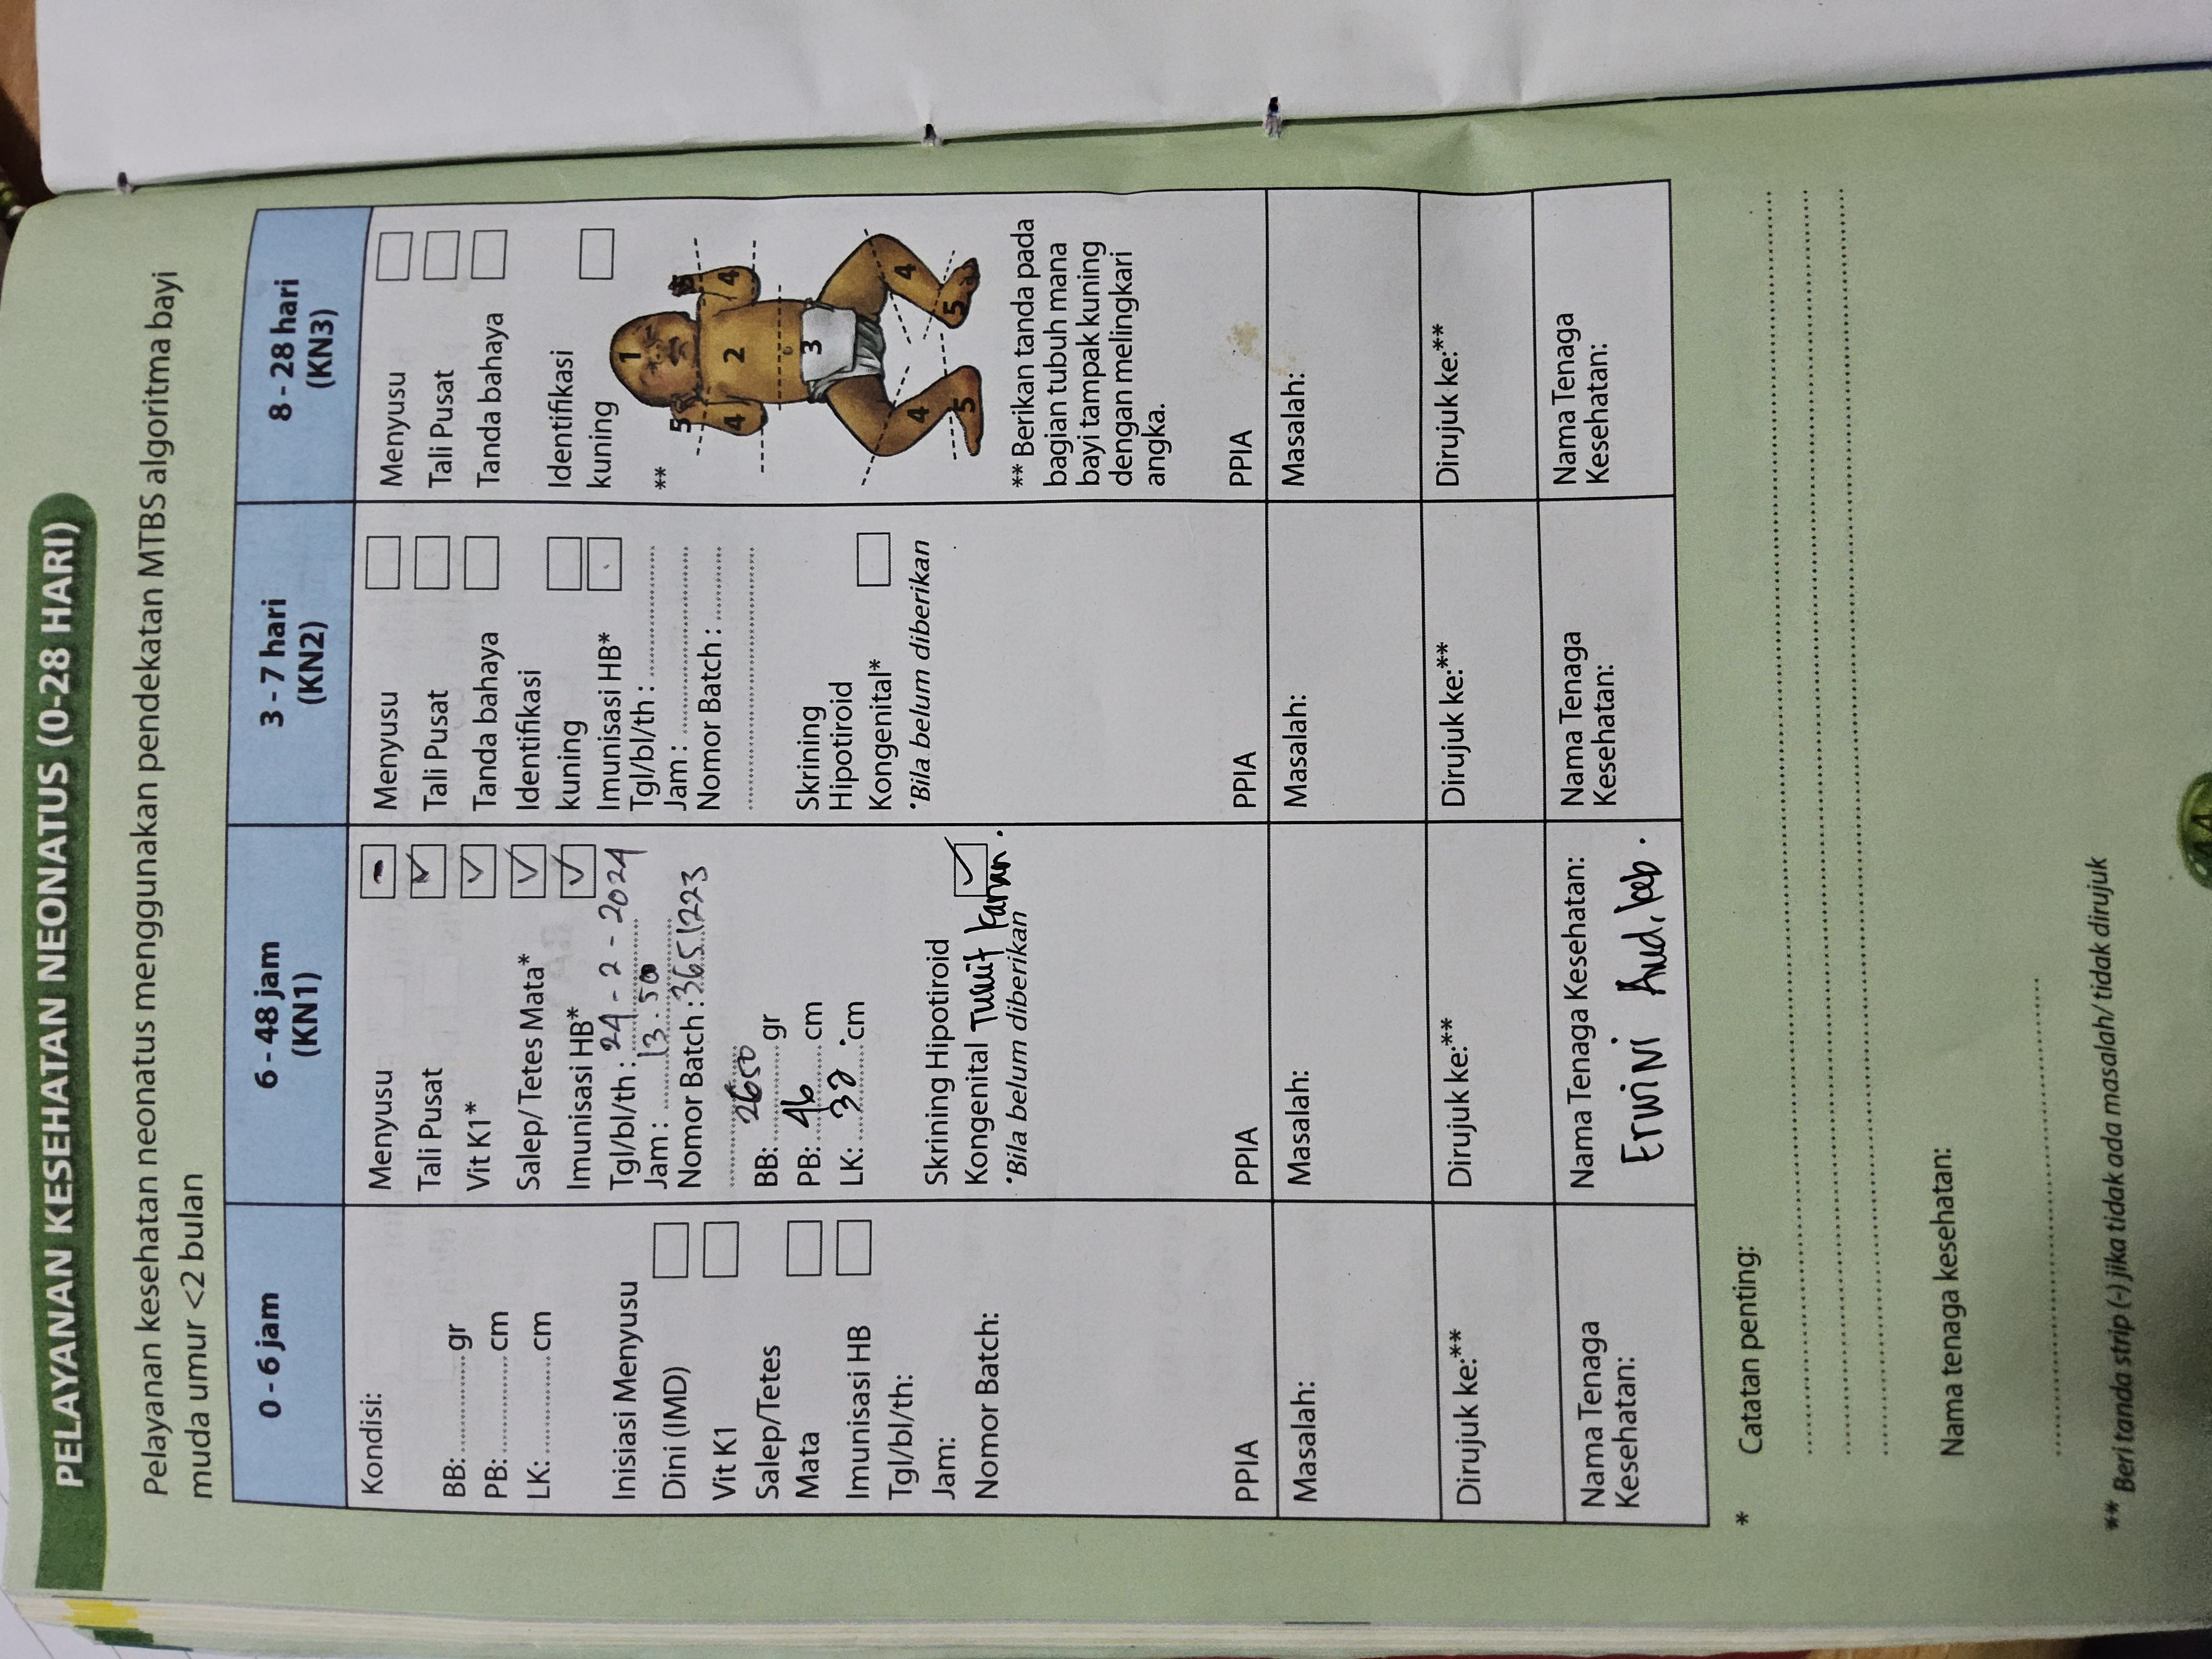 PELAYANAN KESEHATAN NEONATUS (0-28 HARI)
Pelayanan kesehatan neonatus menggunakan pendekatan MTBS algoritma bayi
muda umur <2 bulan
0 - 6 jam
Kondisi:
BB:............gr
PB:............cm
LK:............cm
Inisiasi Menyusu
Dini (IMD)
Vit K1
Salep/Tetes
Mata
Imunisasi HB
Tgl/bl/th:
Jam:
Nomor Batch:
PPIA
Masalah:
Dirujuk ke:**
Nama Tenaga
Kesehatan:
6 - 48 jam
(KN1)
Menyusu -
Tali Pusat ✓
Vit K1* ✓
Salep/Tetes Mata* ✓
Imunisasi HB* ✓
Tgl/bl/th : 24 - 2 - 2024
Jam : 13.50
Nomor Batch : 3651223
BB: 2650 gr
PB: 46 cm
LK: 32 cm
Skrining Hipotiroid
Kongenital Tumit kanan. ✓
*Bila belum diberikan
PPIA
Masalah:
Dirujuk ke:**
Nama Tenaga Kesehatan:
Erwini Amd.keb.
3 - 7 hari
(KN2)
Menyusu
Tali Pusat
Tanda bahaya
Identifikasi
kuning
Imunisasi HB*
Tgl/bl/th : ............
Jam : ............
Nomor Batch : ............
Skrining
Hipotiroid
Kongenital*
*Bila belum diberikan
PPIA
Masalah:
Dirujuk ke:**
Nama Tenaga
Kesehatan:
8 - 28 hari
(KN3)
Menyusu
Tali Pusat
Tanda bahaya
Identifikasi
kuning
**
1
5
4
2
4
3
4
4
5
5
** Berikan tanda pada
bagian tubuh mana
bayi tampak kuning
dengan melingkari
angka.
PPIA
Masalah:
Dirujuk ke:**
Nama Tenaga
Kesehatan:
* Catatan penting:
Nama tenaga kesehatan:
** Beri tanda strip (-) jika tidak ada masalah/ tidak dirujuk